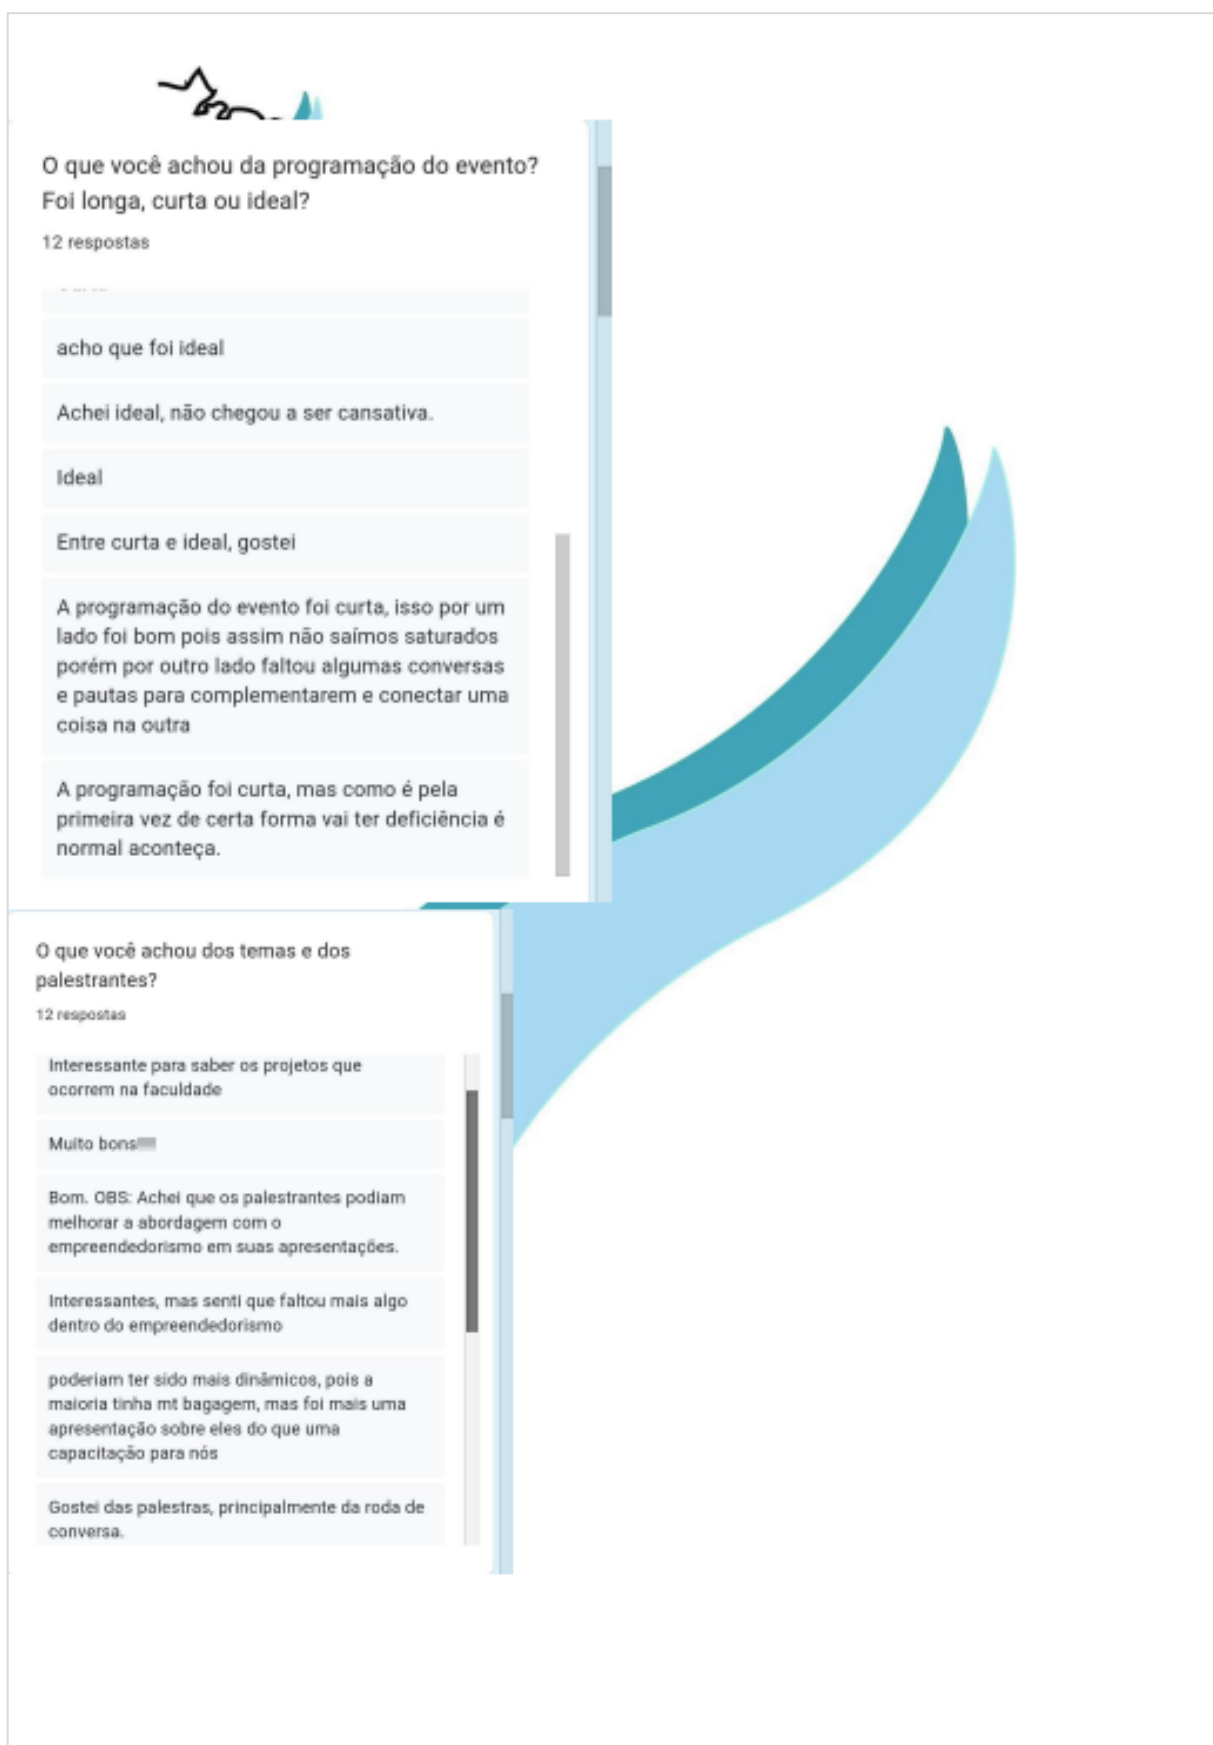 O que você achou da programação do evento?
Foi longa, curta ou ideal?
12 respostas
acho que foi ideal
Achei ideal, não chegou a ser cansativa.
Ideal
Entre curta e ideal, gostei
A programação do evento foi curta, isso por um
lado foi bom pois assim não saímos saturados
porém por outro lado faltou algumas conversas
e pautas para complementarem e conectar uma
coisa na outra
A programação foi curta, mas como é pela
primeira vez de certa forma vai ter deficiência é
normal aconteça.
O que você achou dos temas e dos
palestrantes?
12 respostas
Interessante para saber os projetos que
ocorrem na faculdade
Muito bons!!!!
Bom. OBS: Achei que os palestrantes podiam
melhorar a abordagem com o
empreendedorismo em suas apresentações.
Interessantes, mas senti que faltou mais algo
dentro do empreendedorismo
poderiam ter sido mais dinâmicos, pois a
maioria tinha mt bagagem, mas foi mais uma
apresentação sobre eles do que uma
capacitação para nós
Gostei das palestras, principalmente da roda de
conversa.